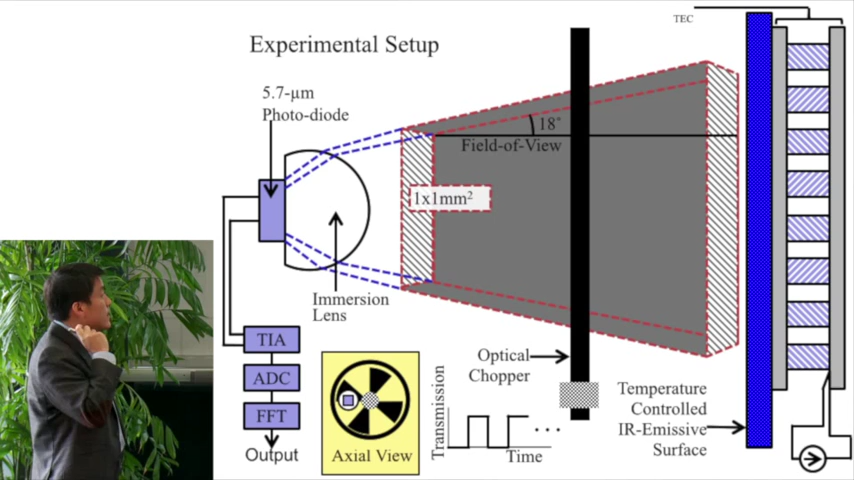 TEC
Experimental Setup
5.7-µm
Photo-diode
18°
Field-of-View
1x1mm²
Immersion
Lens
TIA
ADC
FFT
Output
Axial View
Optical
Chopper
Transmission
Time
Temperature
Controlled
IR-Emissive
Surface